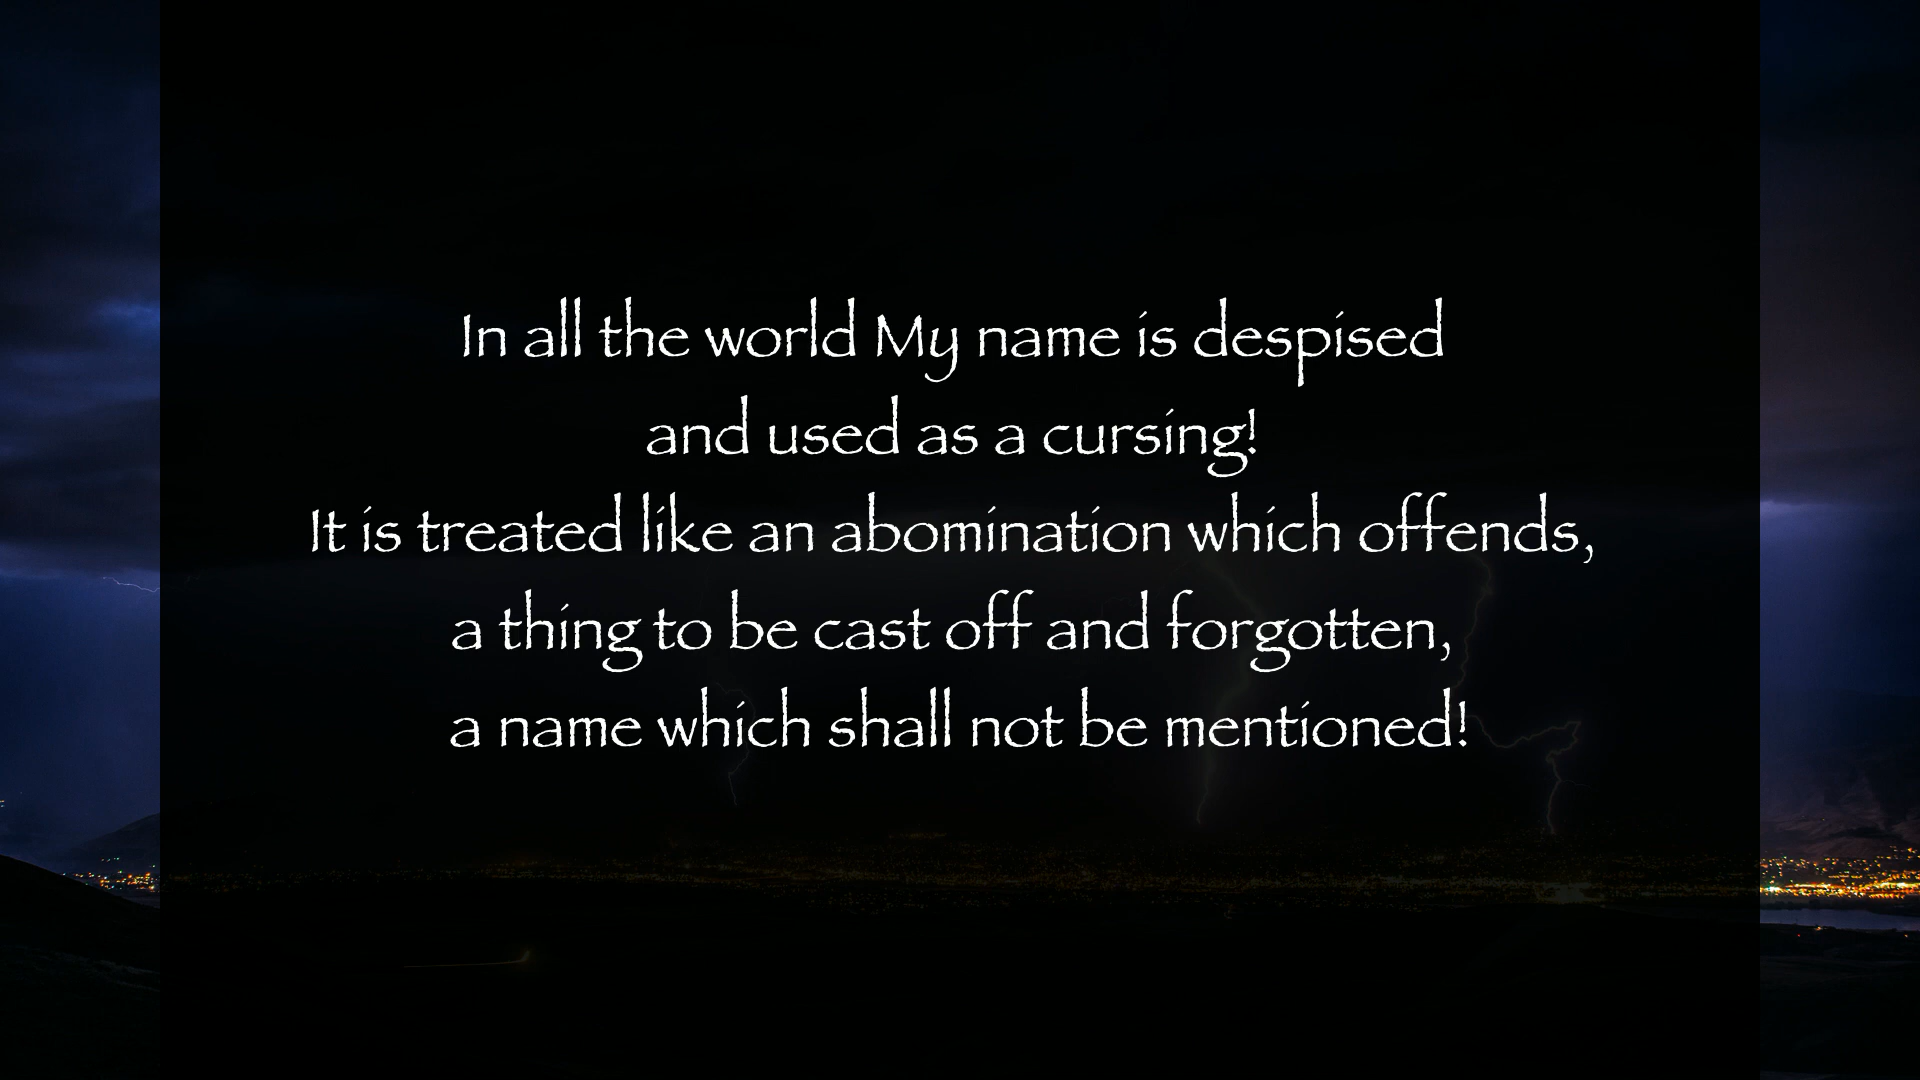 In all the world My name is despised
and used as a cursing!
It is treated like an abomination which offends,
a thing to be cast off and forgotten,
a name which shall not be mentioned!